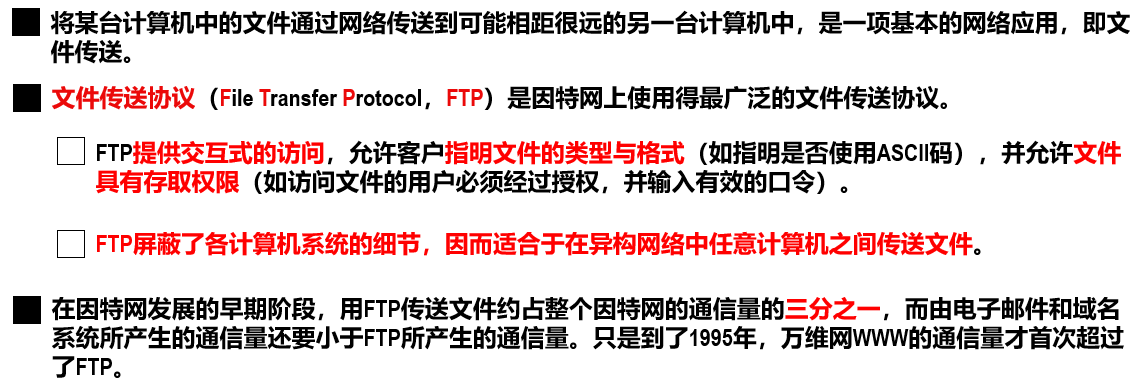 将某台计算机中的文件通过网络传送到可能相距很远的另一台计算机中，是一项基本的网络应用，即文
件传送。
文件传送协议（File Transfer Protocol，FTP）是因特网上使用得最广泛的文件传送协议。
FTP提供交互式的访问，允许客户指明文件的类型与格式（如指明是否使用ASCII码），并允许文件
具有存取权限（如访问文件的用户必须经过授权，并输入有效的口令）。
FTP屏蔽了各计算机系统的细节，因而适合于在异构网络中任意计算机之间传送文件。
在因特网发展的早期阶段，用FTP传送文件约占整个因特网的通信量的三分之一，而由电子邮件和域名
系统所产生的通信量还要小于FTP所产生的通信量。只是到了1995年，万维网WWW的通信量才首次超过
了FTP。